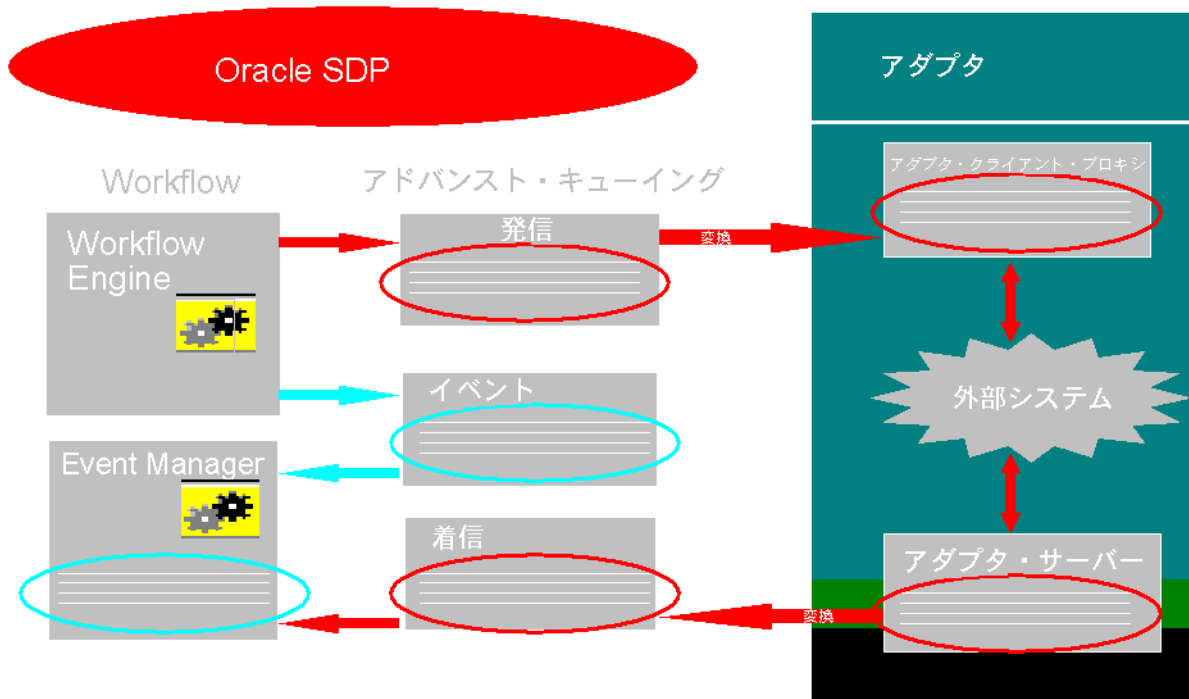 Oracle SDP
アダプタ
Workflow
アドバンスト・キューイング
アダプタ・クライアント・プロキシ
Workflow
Engine
発信
変換
イベント
外部システム
Event Manager
着信
アダプタ・サーバー
変換